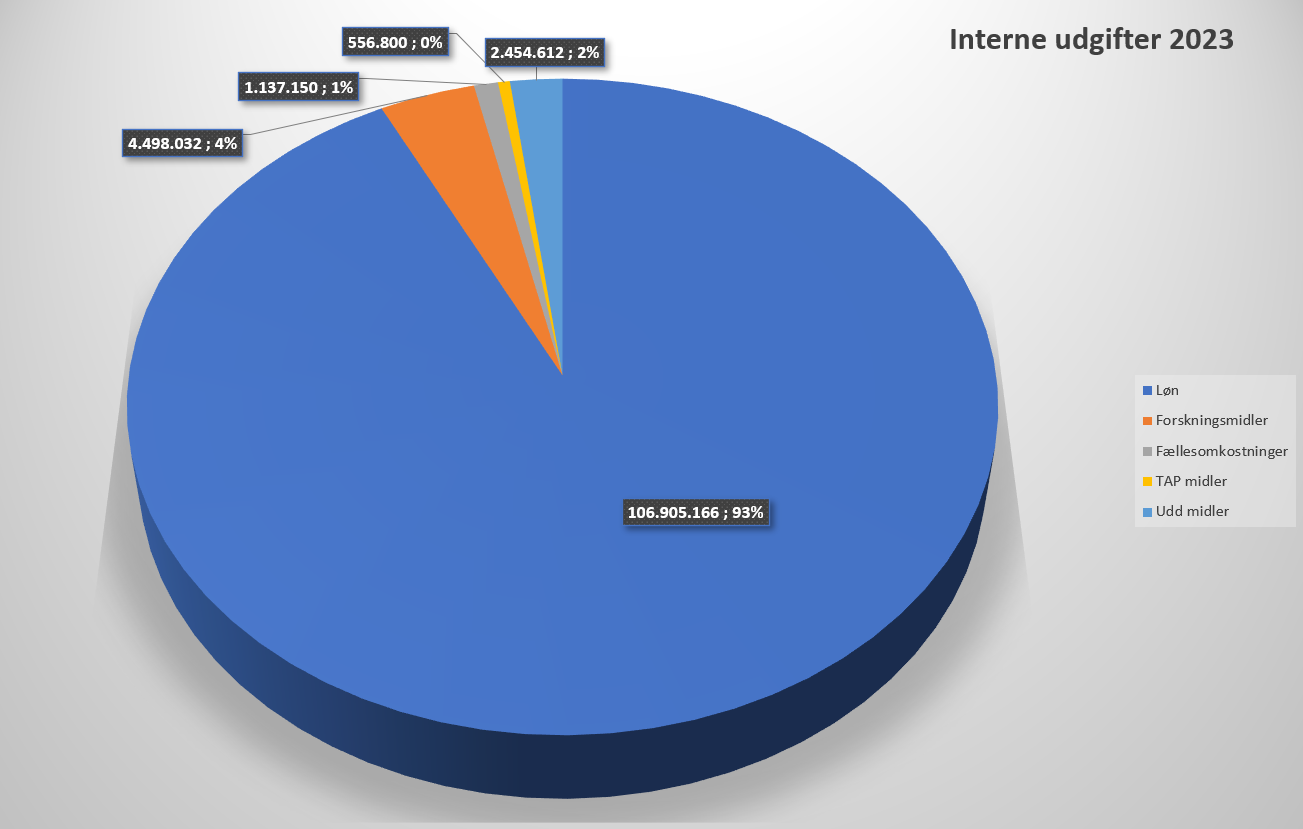 Interne udgifter 2023
556.800 ; 0%
2.454.612 ; 2%
1.137.150 ; 1%
4.498.032 ; 4%
106.905.166 ; 93%
Løn
Forskningsmidler
Fællesomkostninger
TAP midler
Udd midler